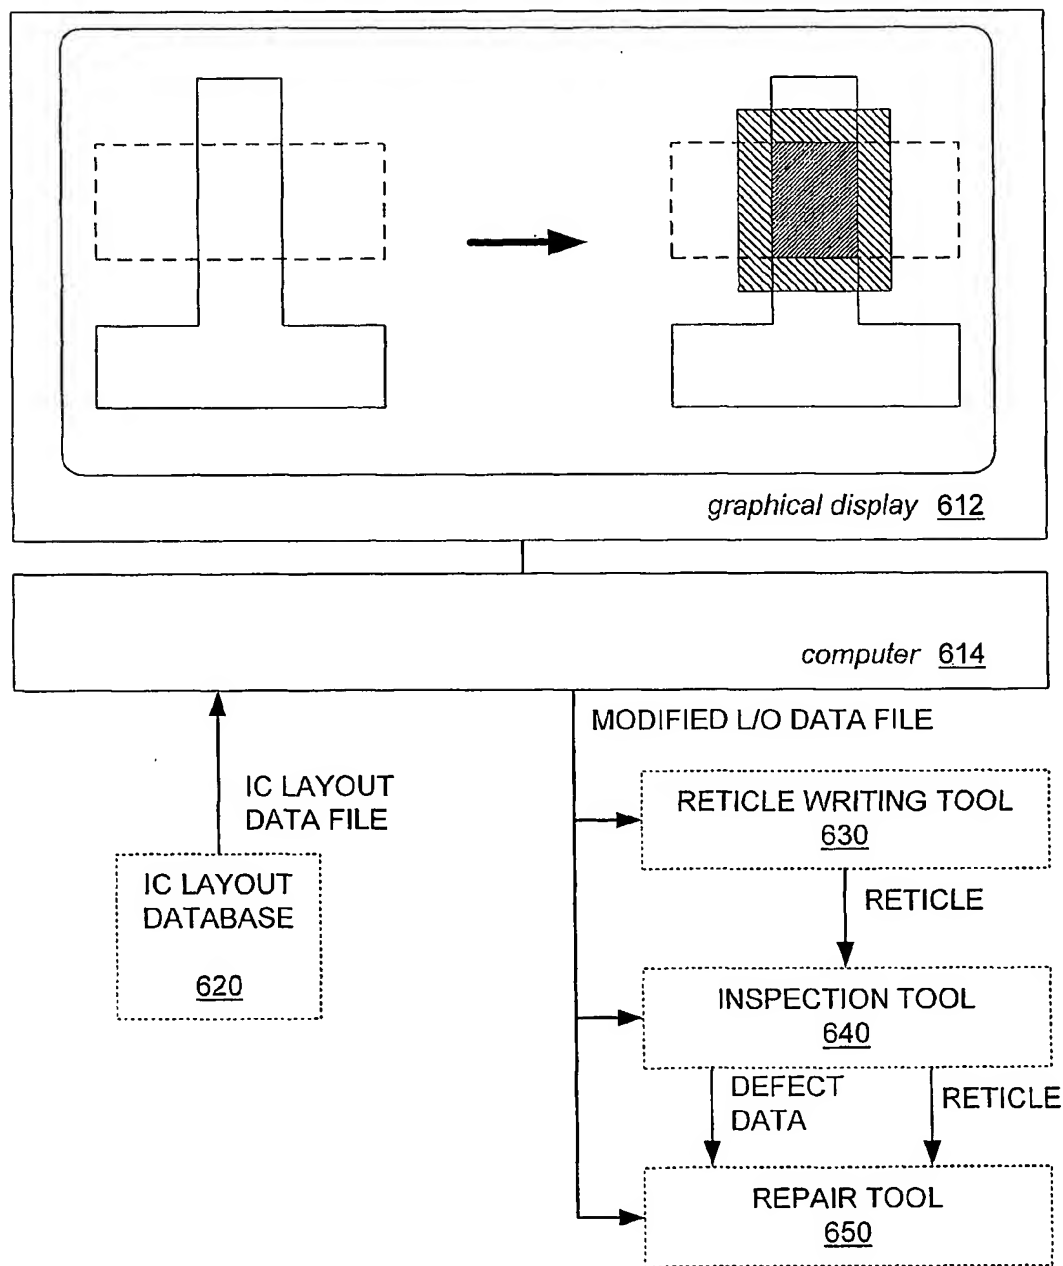 graphical display 612
computer 614
MODIFIED L/O DATA FILE
IC LAYOUT
DATA FILE
RETICLE WRITING TOOL
630
IC LAYOUT
DATABASE
620
RETICLE
INSPECTION TOOL
640
DEFECT
DATA
RETICLE
REPAIR TOOL
650